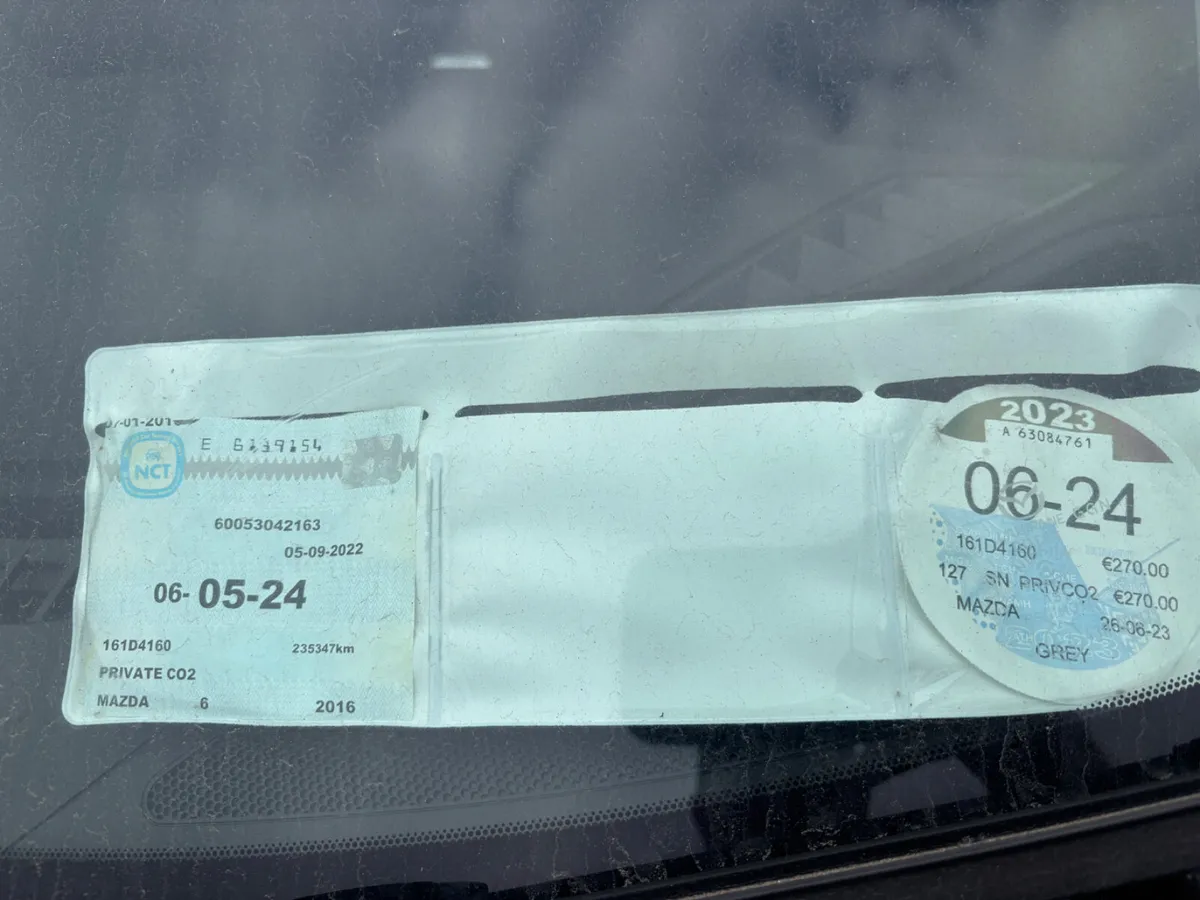 E 6139154
NCT
60053042163
05-09-2022
06-05-24
161D4160 235347km
PRIVATE CO2
MAZDA 6 2016
2023
A 63084761
06-24
161D4160 €270.00
127 SN PRIVCO2 €270.00
MAZDA 26-06-23
GREY